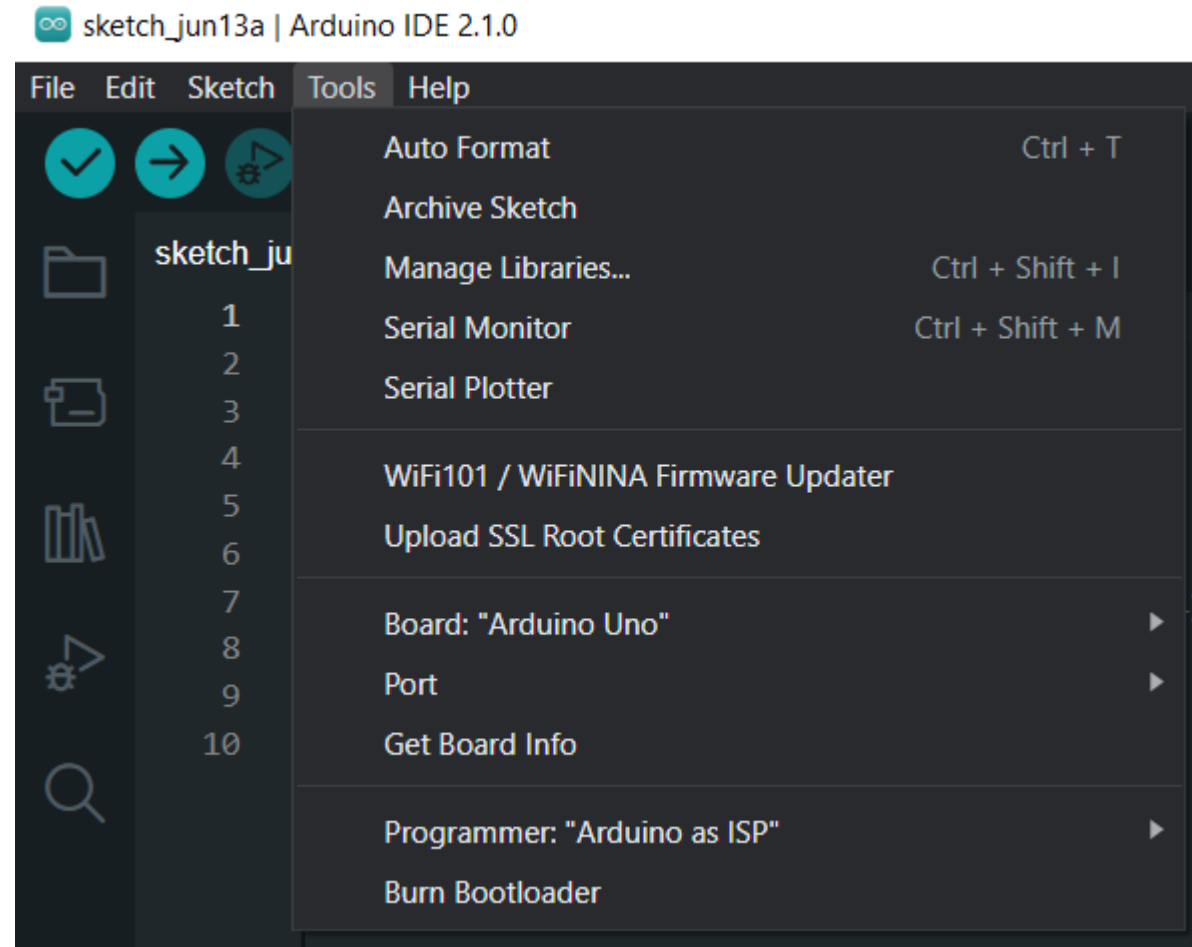 sketch_jun13a | Arduino IDE 2.1.0
File Edit Sketch Tools Help
Auto Format Ctrl + T
Archive Sketch
sketch_ju
Manage Libraries... Ctrl + Shift + I
1
Serial Monitor Ctrl + Shift + M
2
Serial Plotter
3
4
WiFi101 / WiFiNINA Firmware Updater
5
Upload SSL Root Certificates
6
7
Board: "Arduino Uno"
8
Port
9
Get Board Info
10
Programmer: "Arduino as ISP"
Burn Bootloader